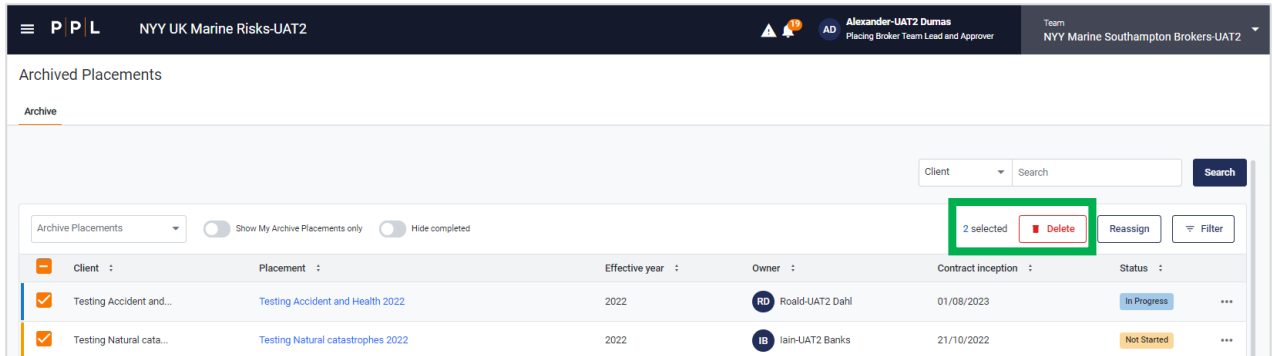 PPL NYY UK Marine Risks-UAT2 19 AD Alexander-UAT2 Dumas Team
Placing Broker Team Lead and Approver NYY Marine Southampton Brokers-UAT2
Archived Placements
Archive
Client Search Search
Archive Placements Show My Archive Placements only Hide completed 2 selected Delete Reassign Filter
Client Placement Effective year Owner Contract inception Status
Testing Accident and... Testing Accident and Health 2022 2022 RD Roald-UAT2 Dahl 01/08/2023 In Progress
Testing Natural cata... Testing Natural catastrophes 2022 2022 IB Iain-UAT2 Banks 21/10/2022 Not Started